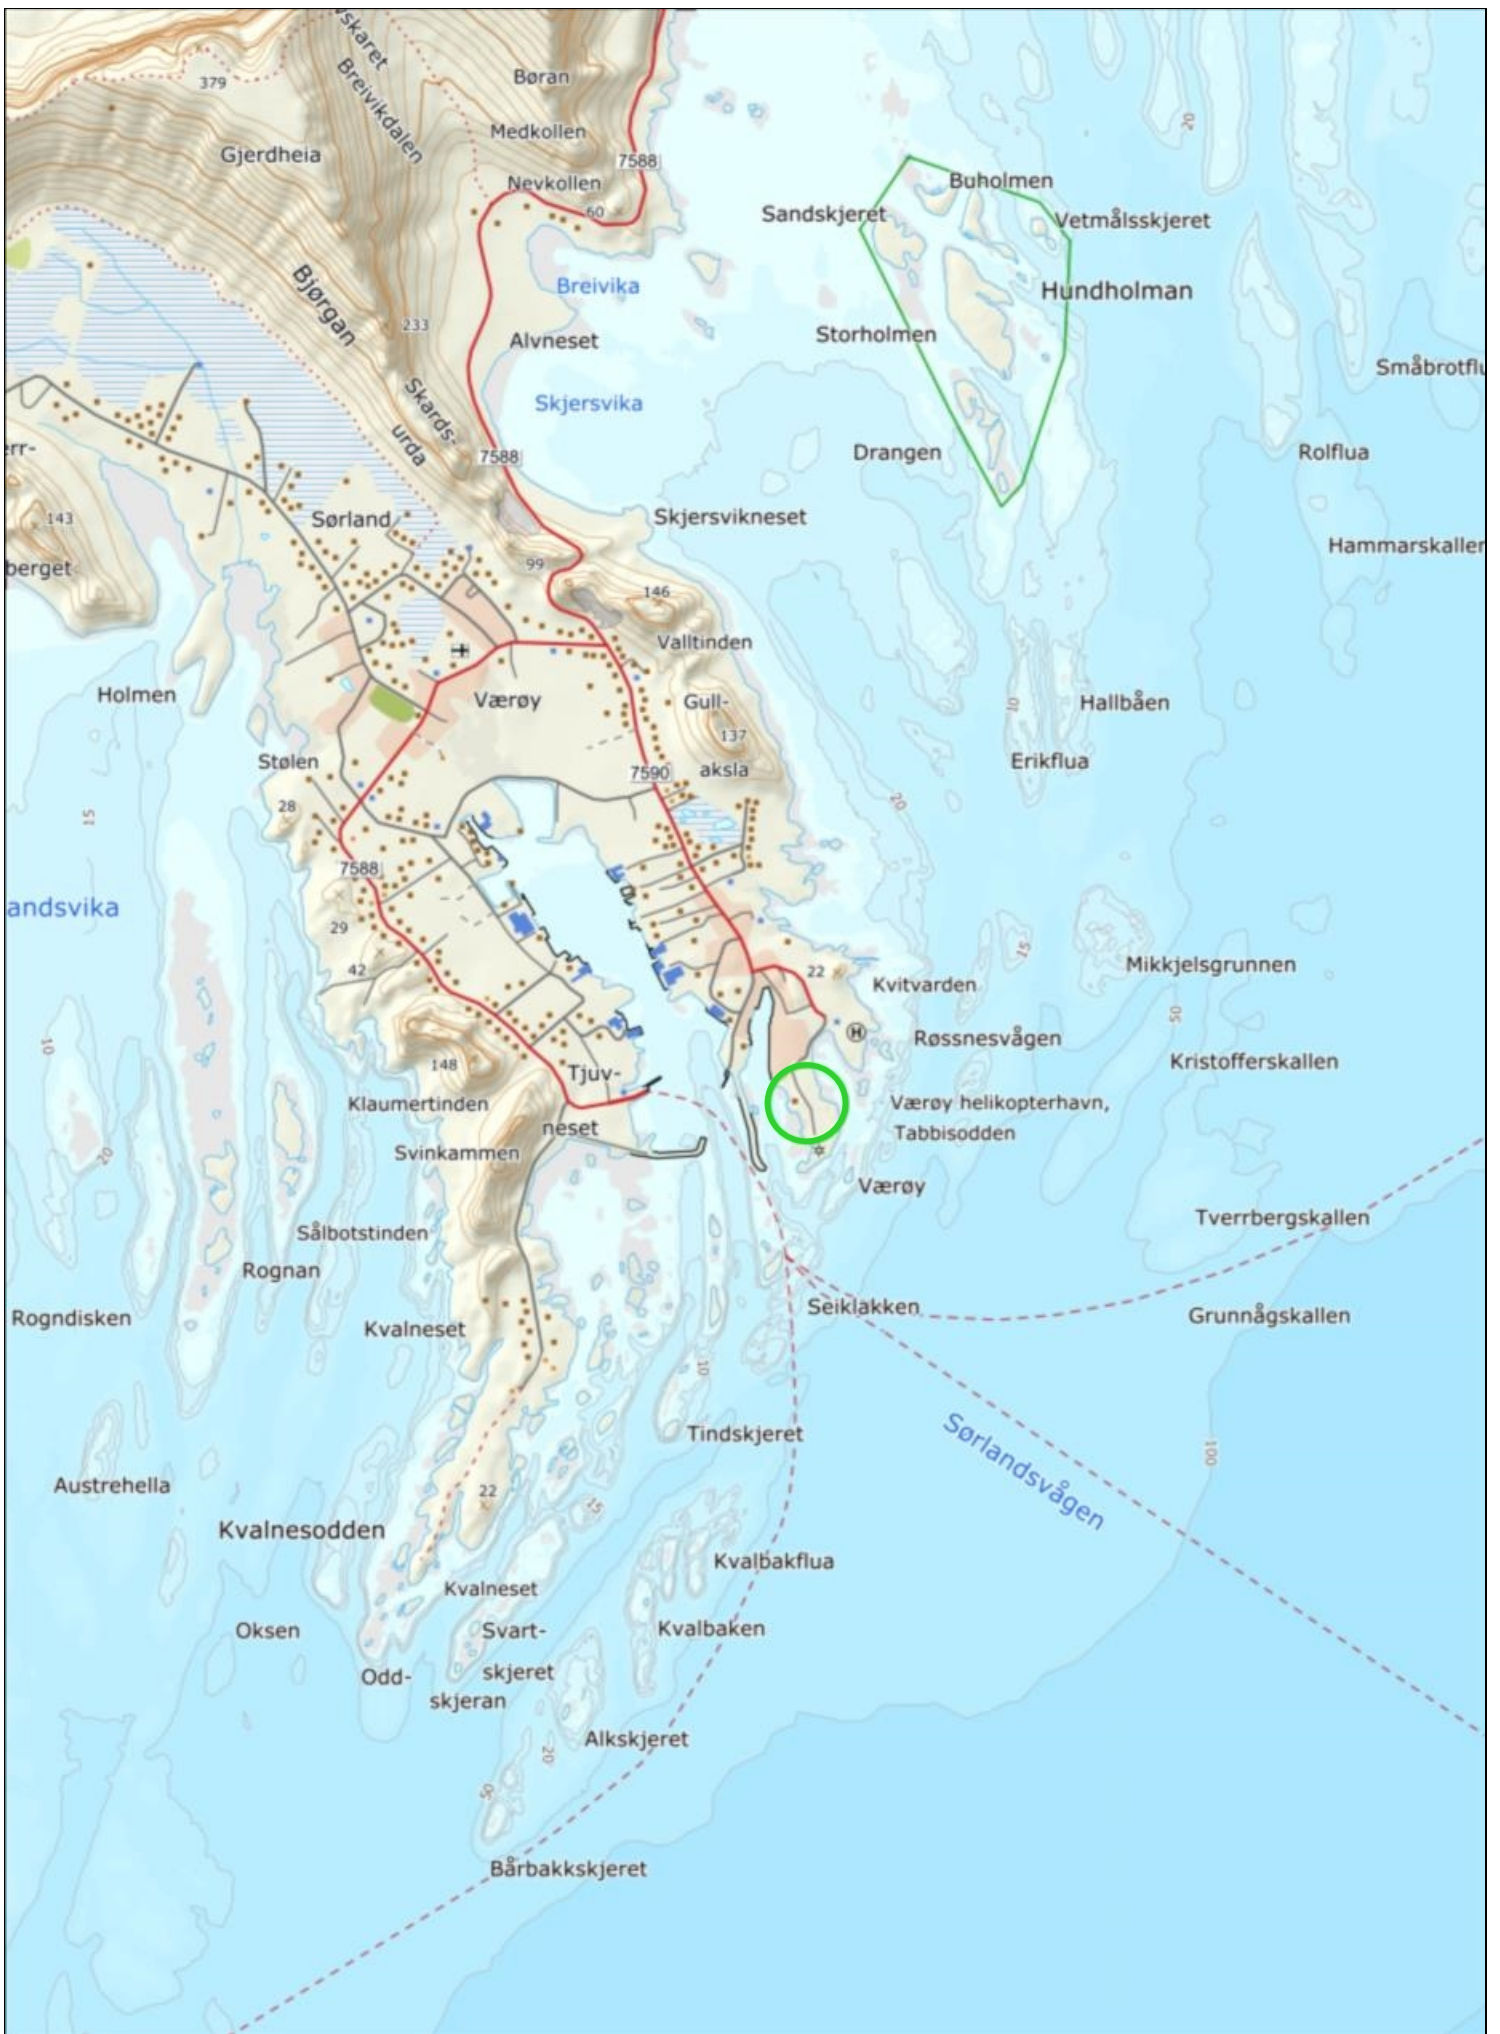 vskaret
Breivikdalen
379
Børan
Medkollen
Gjerdheia
7588
Nevkollen
60
20
Buholmen
Sandskjeret
Vetmålsskjeret
Bjørgan
Breivika
Hundholman
233
Alvneset
Storholmen
Småbrotflu
Skards-
urda
Skjersvika
err-
7588
Drangen
Rolflua
143
Sørland
Skjersvikneset
Hammarskallen
berget
99
146
Valltinden
Holmen
Værøy
Gull-
137
aksla
10
Hallbåen
Stølen
7590
Erikflua
28
15
20
7588
andsvika
29
42
22
15
Mikkjelsgrunnen
Kvitvarden
50
H
Røssnesvågen
10
148
Tjuv-
neset
Kristofferskallen
Klaumertinden
Værøy helikopterhavn,
Tabbisodden
20
Svinkammen
Værøy
Tverrbergskallen
Sålbotstinden
Rognan
Rogndisken
Kvalneset
Seiklakken
Grunnågskallen
10
Tindskjeret
Sørlandsvågen
100
Austrehella
22
15
Kvalnesodden
Kvalbakflua
Kvalneset
Oksen
Svart-
skjeret
Kvalbaken
Odd-
skjeran
Alkskjeret
20
50
Bårbakkskjeret